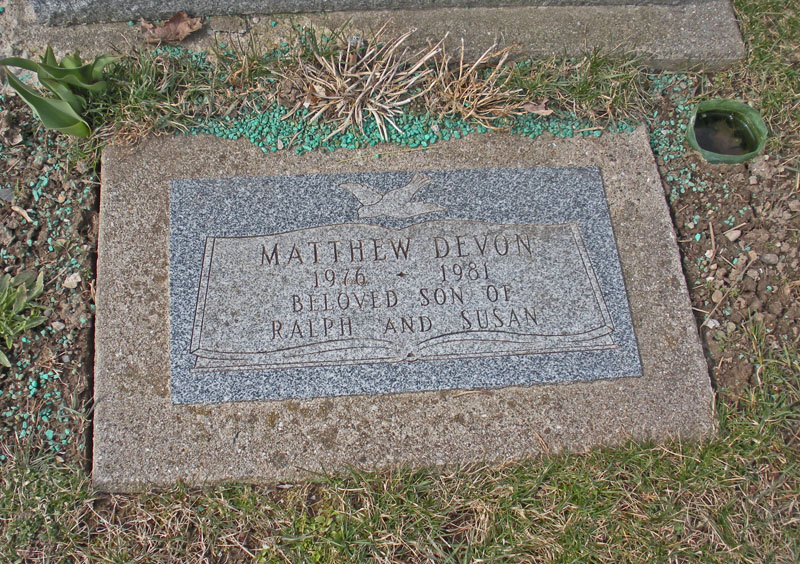 MATTHEW DEVON
1976 ✦ 1981
BELOVED SON OF
RALPH AND SUSAN